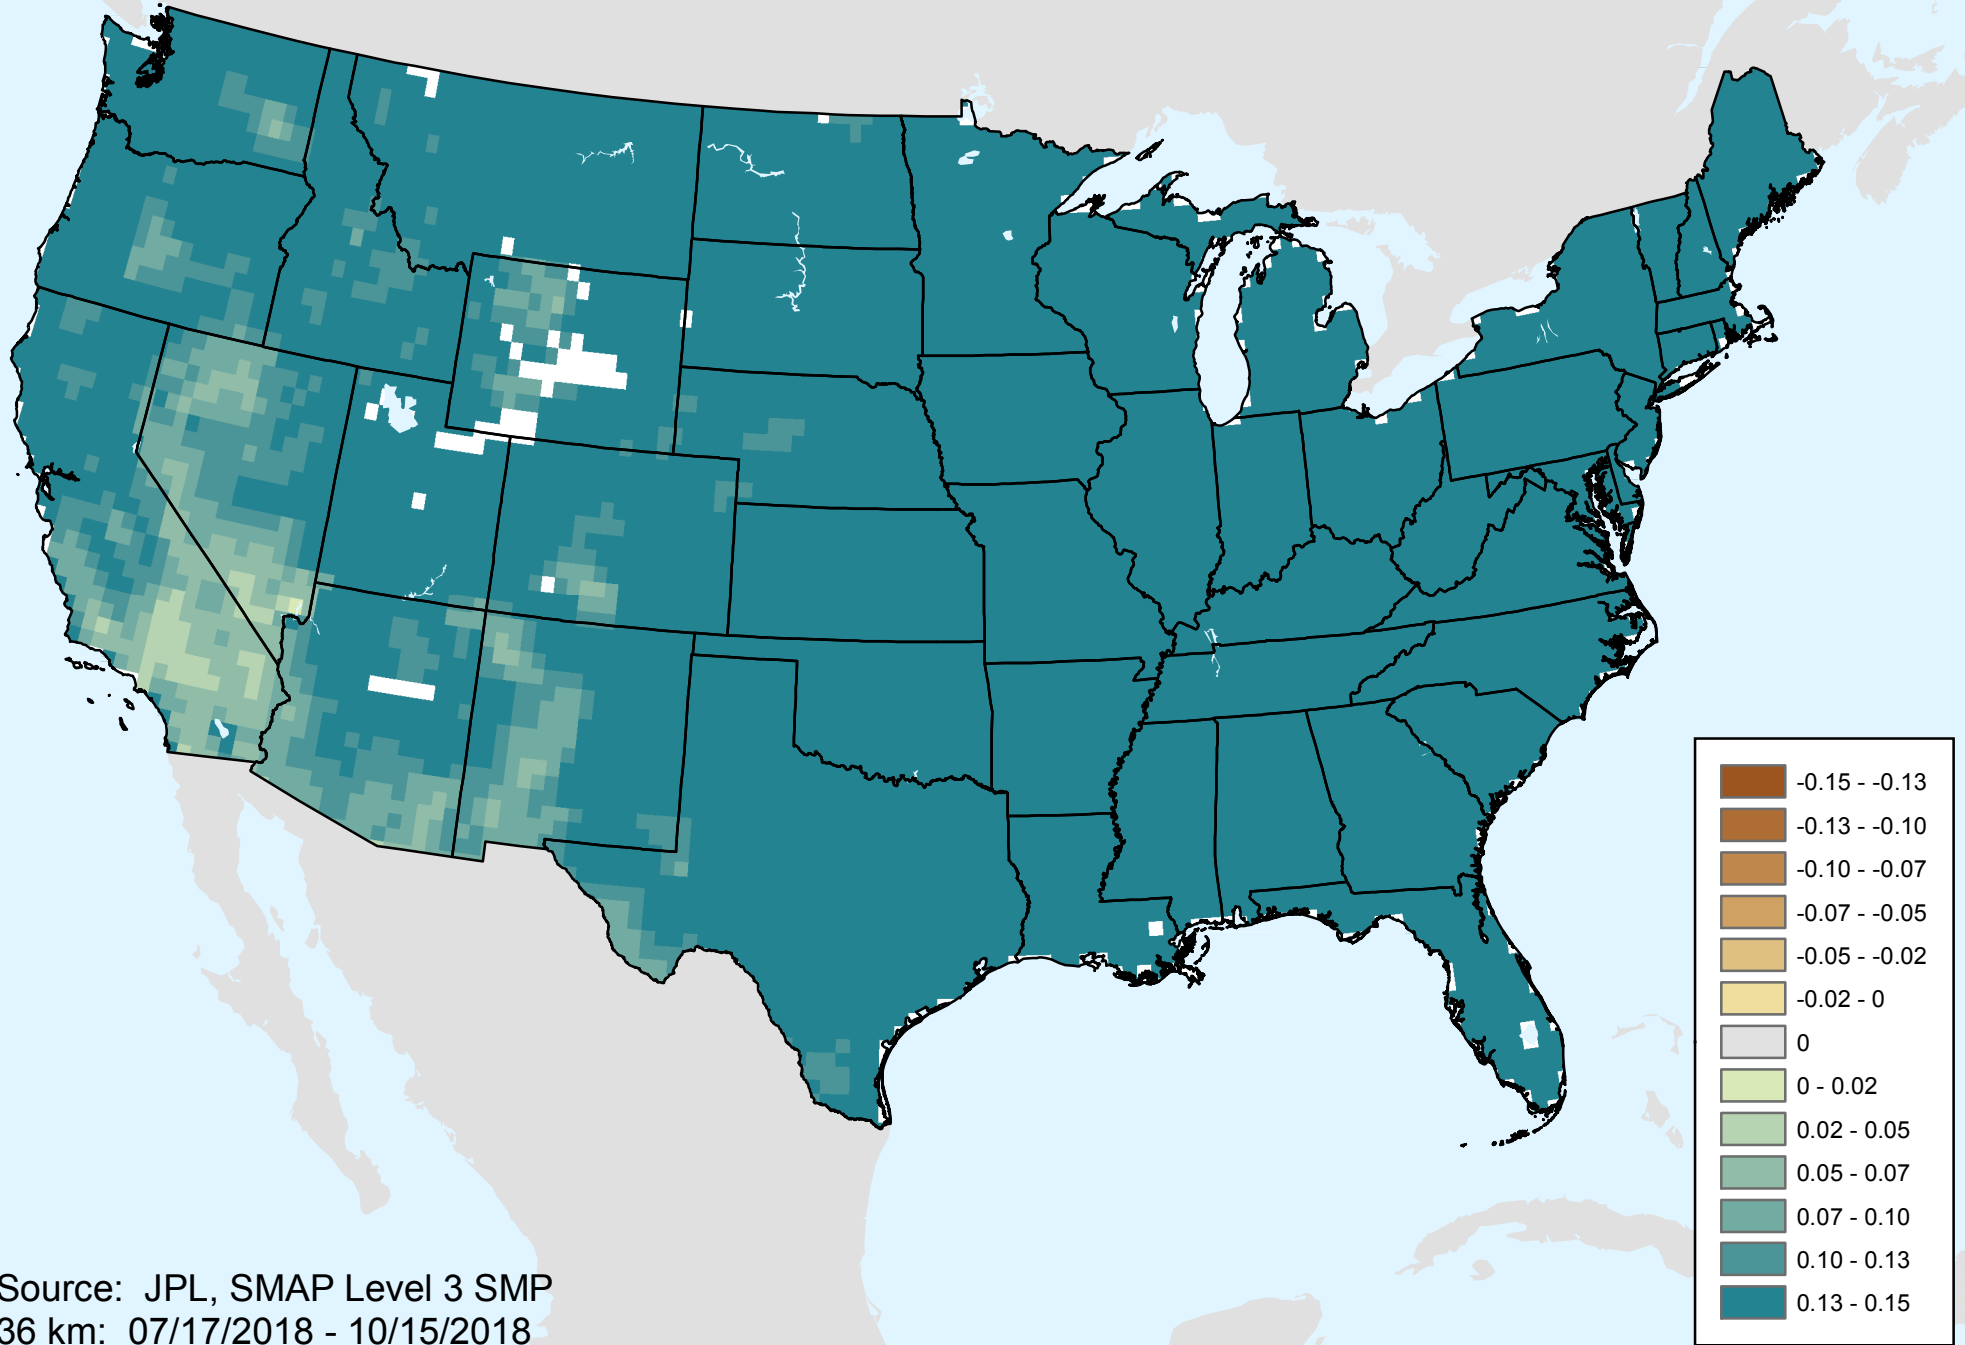 -0.15 - -0.13
-0.13 - -0.10
-0.10 - -0.07
-0.07 - -0.05
-0.05 - -0.02
-0.02 - 0
0
0 - 0.02
0.02 - 0.05
0.05 - 0.07
0.07 - 0.10
0.10 - 0.13
0.13 - 0.15
Source: JPL, SMAP Level 3 SMP
36 km: 07/17/2018 - 10/15/2018